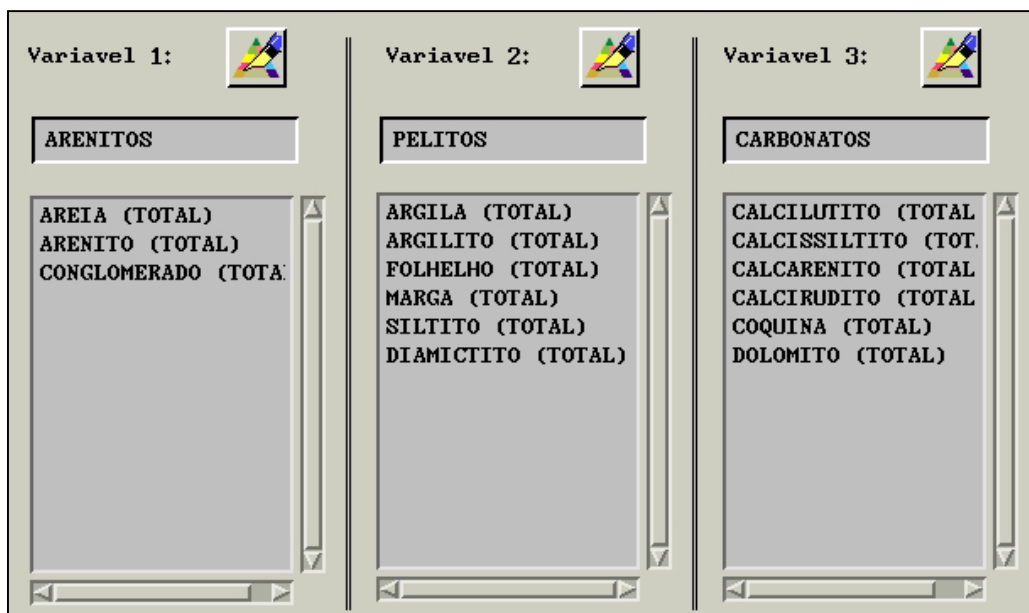 Variavel 1:
ARENITOS
AREIA (TOTAL)
ARENITO (TOTAL)
CONGLOMERADO (TOTA
Variavel 2:
PELITOS
ARGILA (TOTAL)
ARGILITO (TOTAL)
FOLHELHO (TOTAL)
MARGA (TOTAL)
SILTITO (TOTAL)
DIAMICTITO (TOTAL)
Variavel 3:
CARBONATOS
CALCILUTITO (TOTAL
CALCISSILTITO (TOT
CALCARENITO (TOTAL
CALCIRUDITO (TOTAL
COQUINA (TOTAL)
DOLOMITO (TOTAL)